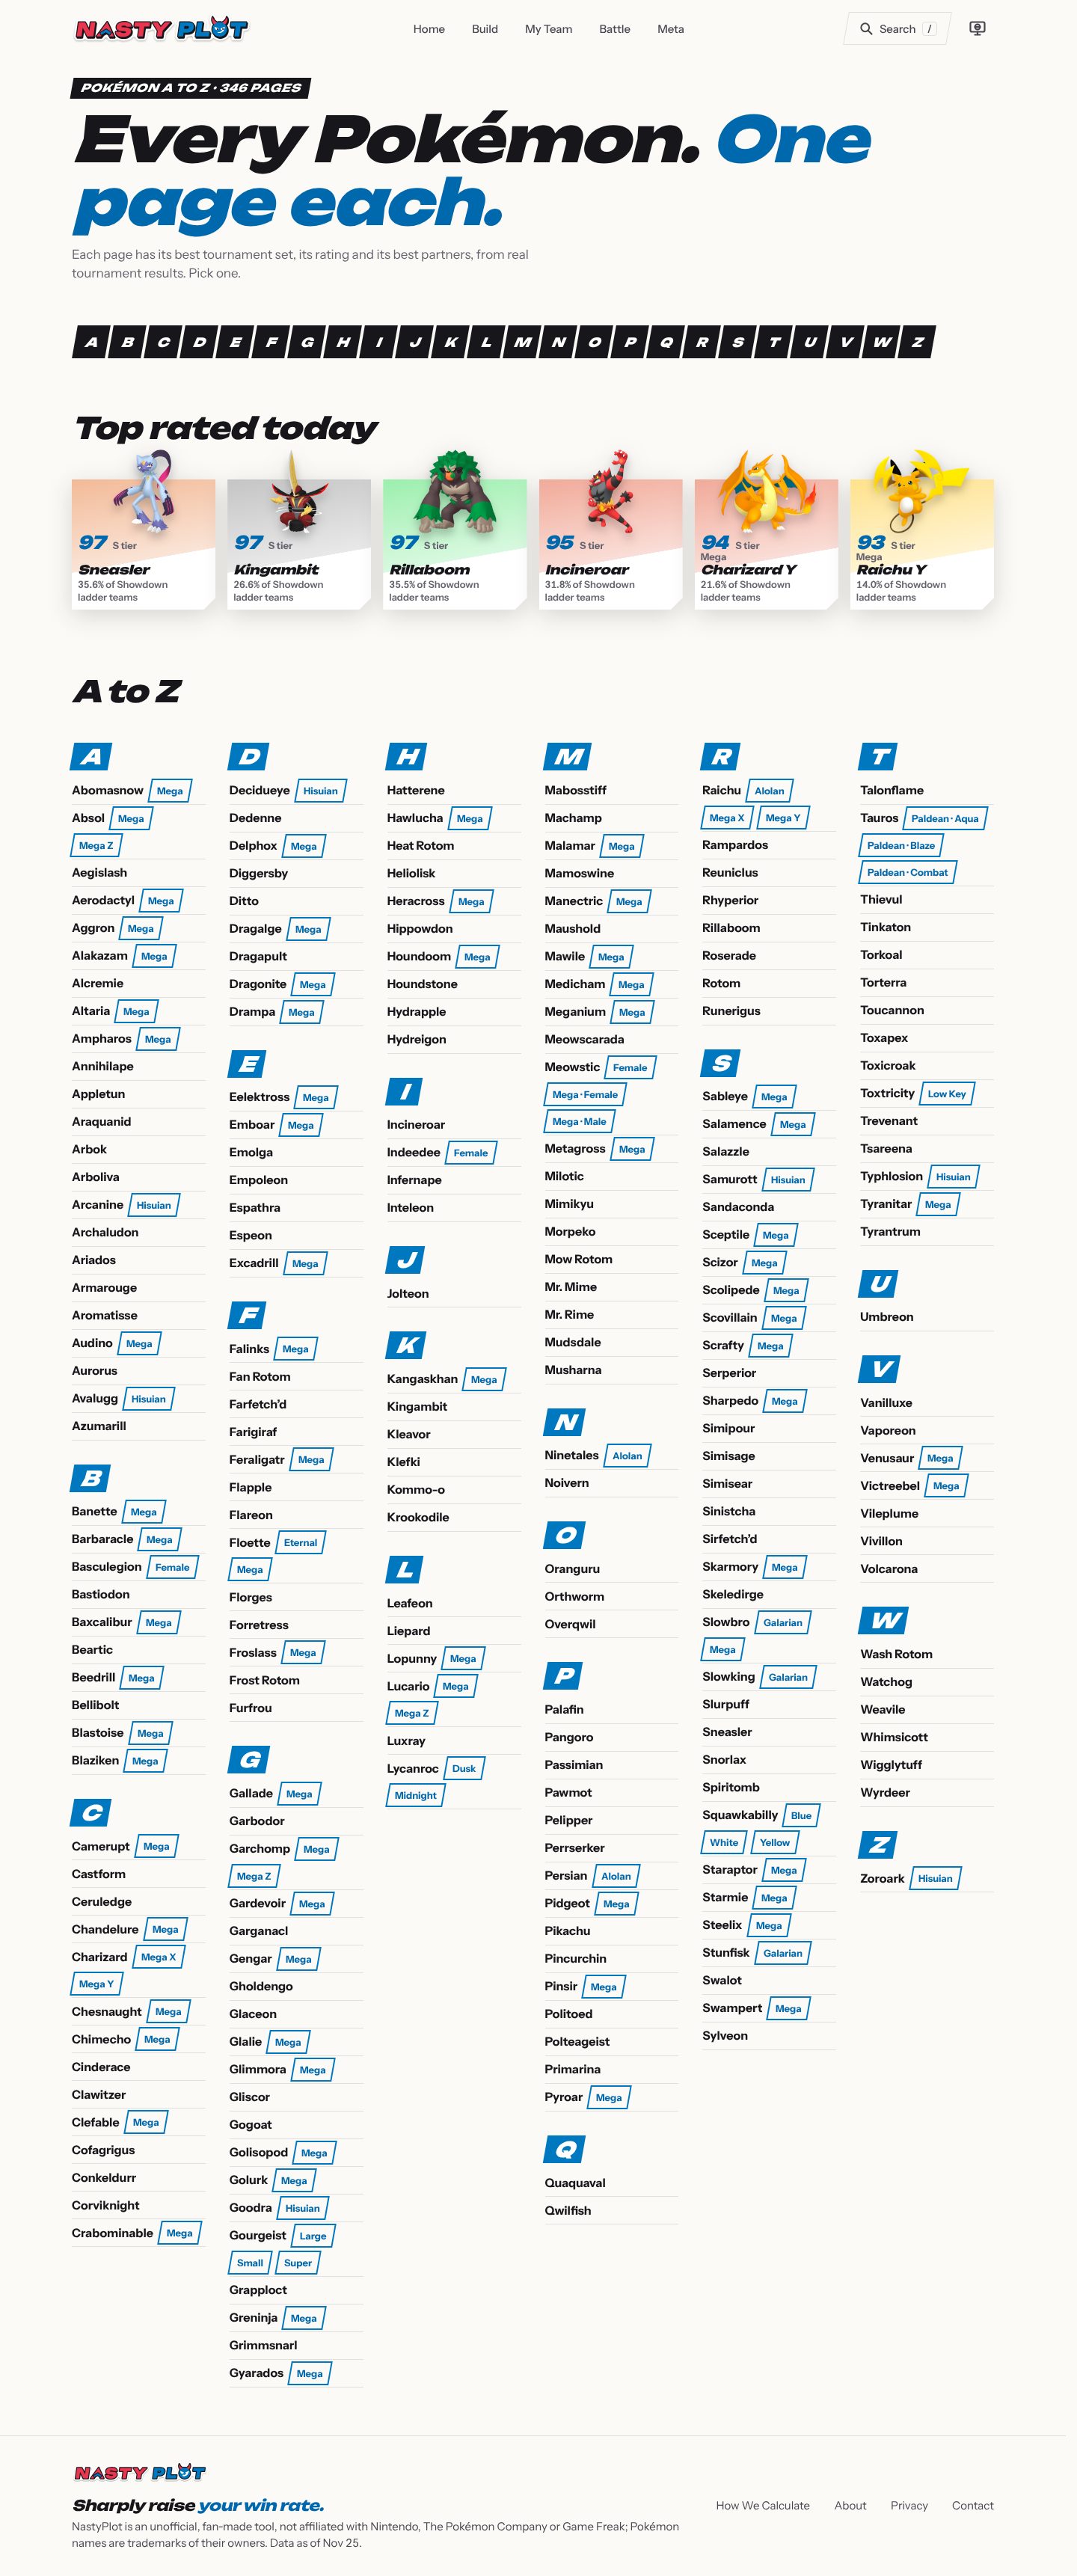 NASTY PLOT
Home
Build
My Team
Battle
Meta
Search /
POKÉMON A TO Z · 346 PAGES
Every Pokémon. One
page each.
Each page has its best tournament set, its rating and its best partners, from real
tournament results. Pick one.
A B C D E F G H I J K L M N O P Q R S T U V W Z
Top rated today
97 S tier
Sneasler
35.6% of Showdown
ladder teams
97 S tier
Kingambit
26.6% of Showdown
ladder teams
97 S tier
Rillaboom
35.5% of Showdown
ladder teams
95 S tier
Incineroar
31.8% of Showdown
ladder teams
94 S tier
Mega
Charizard Y
21.6% of Showdown
ladder teams
93 S tier
Mega
Raichu Y
14.0% of Showdown
ladder teams
A to Z
A
Abomasnow Mega
Absol Mega
Mega Z
Aegislash
Aerodactyl Mega
Aggron Mega
Alakazam Mega
Alcremie
Altaria Mega
Ampharos Mega
Annihilape
Appletun
Araquanid
Arbok
Arboliva
Arcanine Hisuian
Archaludon
Ariados
Armarouge
Aromatisse
Audino Mega
Aurorus
Avalugg Hisuian
Azumarill
B
Banette Mega
Barbaracle Mega
Basculegion Female
Bastiodon
Baxcalibur Mega
Beartic
Beedrill Mega
Bellibolt
Blastoise Mega
Blaziken Mega
C
Camerupt Mega
Castform
Ceruledge
Chandelure Mega
Charizard Mega X
Mega Y
Chesnaught Mega
Chimecho Mega
Cinderace
Clawitzer
Clefable Mega
Cofagrigus
Conkeldurr
Corviknight
Crabominable Mega
D
Decidueye Hisuian
Dedenne
Delphox Mega
Diggersby
Ditto
Dragalge Mega
Dragapult
Dragonite Mega
Drampa Mega
E
Eelektross Mega
Emboar Mega
Emolga
Empoleon
Espathra
Espeon
Excadrill Mega
F
Falinks Mega
Fan Rotom
Farfetch’d
Farigiraf
Feraligatr Mega
Flapple
Flareon
Floette Eternal
Mega
Florges
Forretress
Froslass Mega
Frost Rotom
Furfrou
G
Gallade Mega
Garbodor
Garchomp Mega
Mega Z
Gardevoir Mega
Garganacl
Gengar Mega
Gholdengo
Glaceon
Glalie Mega
Glimmora Mega
Gliscor
Gogoat
Golisopod Mega
Golurk Mega
Goodra Hisuian
Gourgeist Large
Small Super
Grapploct
Greninja Mega
Grimmsnarl
Gyarados Mega
H
Hatterene
Hawlucha Mega
Heat Rotom
Heliolisk
Heracross Mega
Hippowdon
Houndoom Mega
Houndstone
Hydrapple
Hydreigon
I
Incineroar
Indeedee Female
Infernape
Inteleon
J
Jolteon
K
Kangaskhan Mega
Kingambit
Kleavor
Klefki
Kommo-o
Krookodile
L
Leafeon
Liepard
Lopunny Mega
Lucario Mega
Mega Z
Luxray
Lycanroc Dusk
Midnight
M
Mabosstiff
Machamp
Malamar Mega
Mamoswine
Manectric Mega
Maushold
Mawile Mega
Medicham Mega
Meganium Mega
Meowscarada
Meowstic Female
Mega · Female
Mega · Male
Metagross Mega
Milotic
Mimikyu
Morpeko
Mow Rotom
Mr. Mime
Mr. Rime
Mudsdale
Musharna
N
Ninetales Alolan
Noivern
O
Oranguru
Orthworm
Overqwil
P
Palafin
Pangoro
Passimian
Pawmot
Pelipper
Perrserker
Persian Alolan
Pidgeot Mega
Pikachu
Pincurchin
Pinsir Mega
Politoed
Polteageist
Primarina
Pyroar Mega
Q
Quaquaval
Qwilfish
R
Raichu Alolan
Mega X Mega Y
Rampardos
Reuniclus
Rhyperior
Rillaboom
Roserade
Rotom
Runerigus
S
Sableye Mega
Salamence Mega
Salazzle
Samurott Hisuian
Sandaconda
Sceptile Mega
Scizor Mega
Scolipede Mega
Scovillain Mega
Scrafty Mega
Serperior
Sharpedo Mega
Simipour
Simisage
Simisear
Sinistcha
Sirfetch’d
Skarmory Mega
Skeledirge
Slowbro Galarian
Mega
Slowking Galarian
Slurpuff
Sneasler
Snorlax
Spiritomb
Squawkabilly Blue
White Yellow
Staraptor Mega
Starmie Mega
Steelix Mega
Stunfisk Galarian
Swalot
Swampert Mega
Sylveon
T
Talonflame
Tauros Paldean · Aqua
Paldean · Blaze
Paldean · Combat
Thievul
Tinkaton
Torkoal
Torterra
Toucannon
Toxapex
Toxicroak
Toxtricity Low Key
Trevenant
Tsareena
Typhlosion Hisuian
Tyranitar Mega
Tyrantrum
U
Umbreon
V
Vanilluxe
Vaporeon
Venusaur Mega
Victreebel Mega
Vileplume
Vivillon
Volcarona
W
Wash Rotom
Watchog
Weavile
Whimsicott
Wigglytuff
Wyrdeer
Z
Zoroark Hisuian
NASTY PLOT
Sharply raise your win rate.
NastyPlot is an unofficial, fan-made tool, not affiliated with Nintendo, The Pokémon Company or Game Freak; Pokémon
names are trademarks of their owners. Data as of Nov 25.
How We Calculate
About
Privacy
Contact